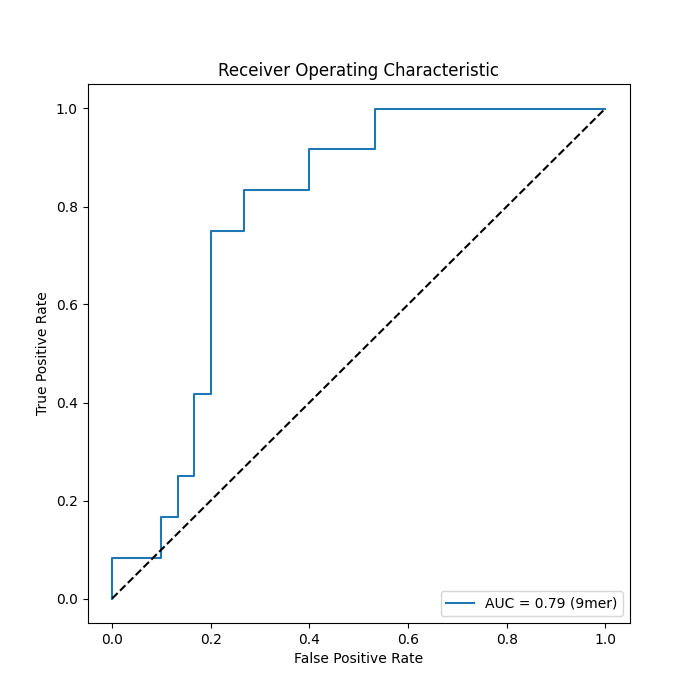 Receiver Operating Characteristic
True Positive Rate
1.0
0.8
0.6
0.4
0.2
0.0
AUC = 0.79 (9mer)
0.0 0.2 0.4 0.6 0.8 1.0
False Positive Rate